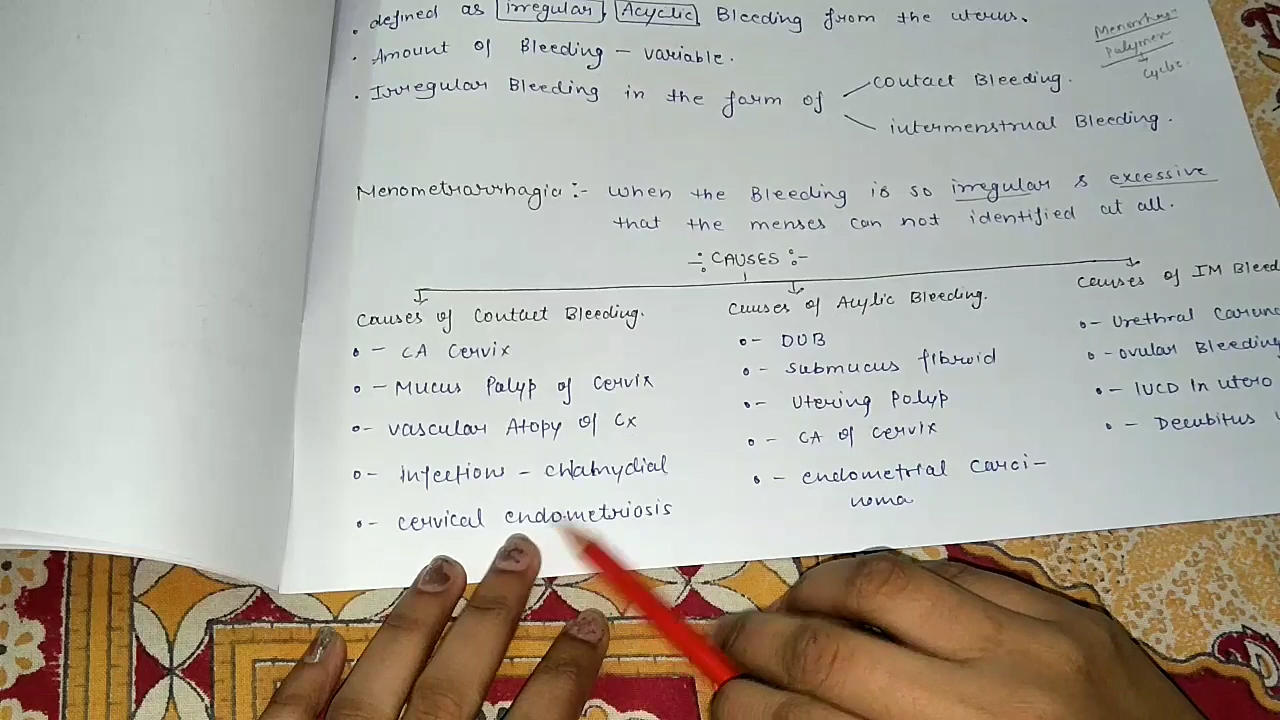 . defined as irregular, Acyclic Bleeding from the uterus.
. Amount of Bleeding - variable.
. Irregular Bleeding in the farm of
contact Bleeding.
intermenstrual Bleeding.
cyclic.
Menometriarrhagia :- when the Bleeding is so irregular & excessive
that the menses can not identified at all.
-: CAUSES :-
Causes of Contact Bleeding.
- CA Cervix
- Mucus Palyp of Cervix
- vascular Atopy of Cx
- infection - chlamydial
- cervical endometriosis
Causes of Acylic Bleeding.
- DUB
- submucus fibroid
- Utering Polyp
- CA of Cervix
- endometrial Carci-
noma
Causes of IM Bleed
- Urethral Carunc
- ovular Bleeding
- IUCD In utero
- Decubitus